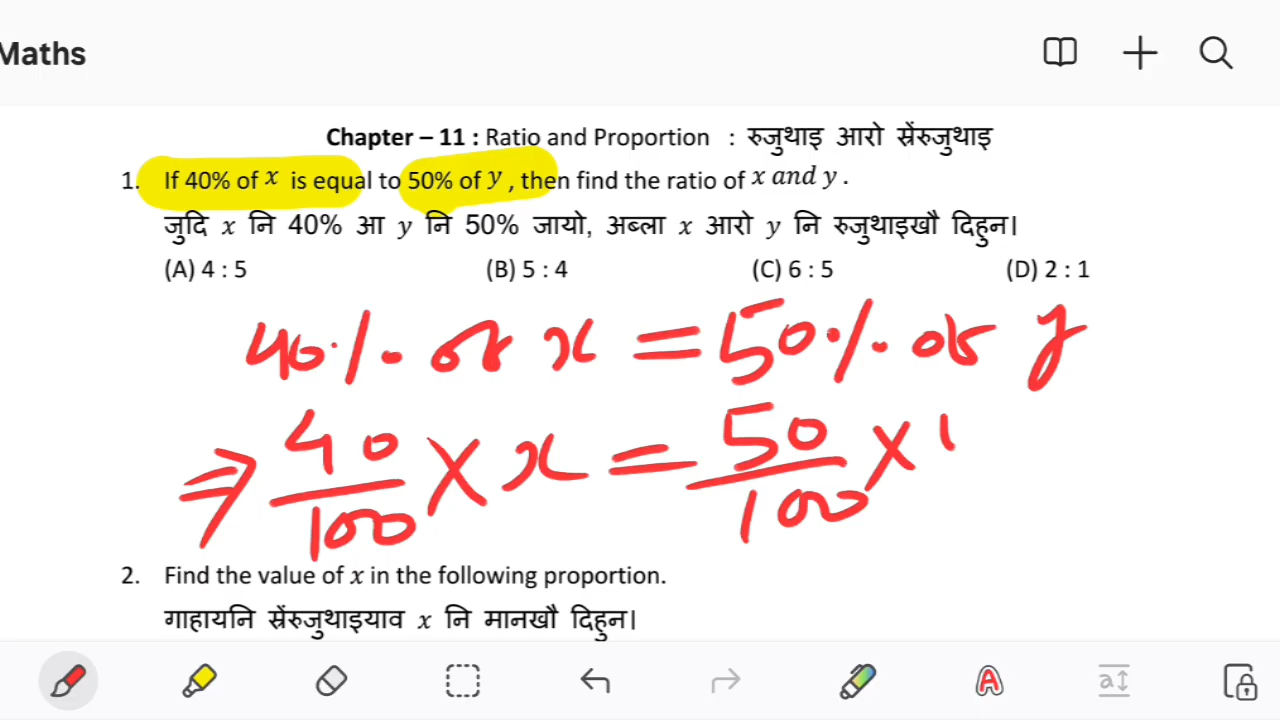 Maths
Chapter – 11 : Ratio and Proportion : रुजुथाइ आरो स्रेंरुजुथाइ
1. If 40% of x is equal to 50% of y , then find the ratio of x and y .
जुदि x नि 40% आ y नि 50% जायो, अब्ला x आरो y नि रुजुथाइखौ दिहुन।
(A) 4 : 5 (B) 5 : 4 (C) 6 : 5 (D) 2 : 1
40% of x = 50% of y
⇒ 40/100 × x = 50/100 ×
2. Find the value of x in the following proportion.
गाहायनि स्रेंरुजुथाइयाव x नि मानखौ दिहुन।
A
a